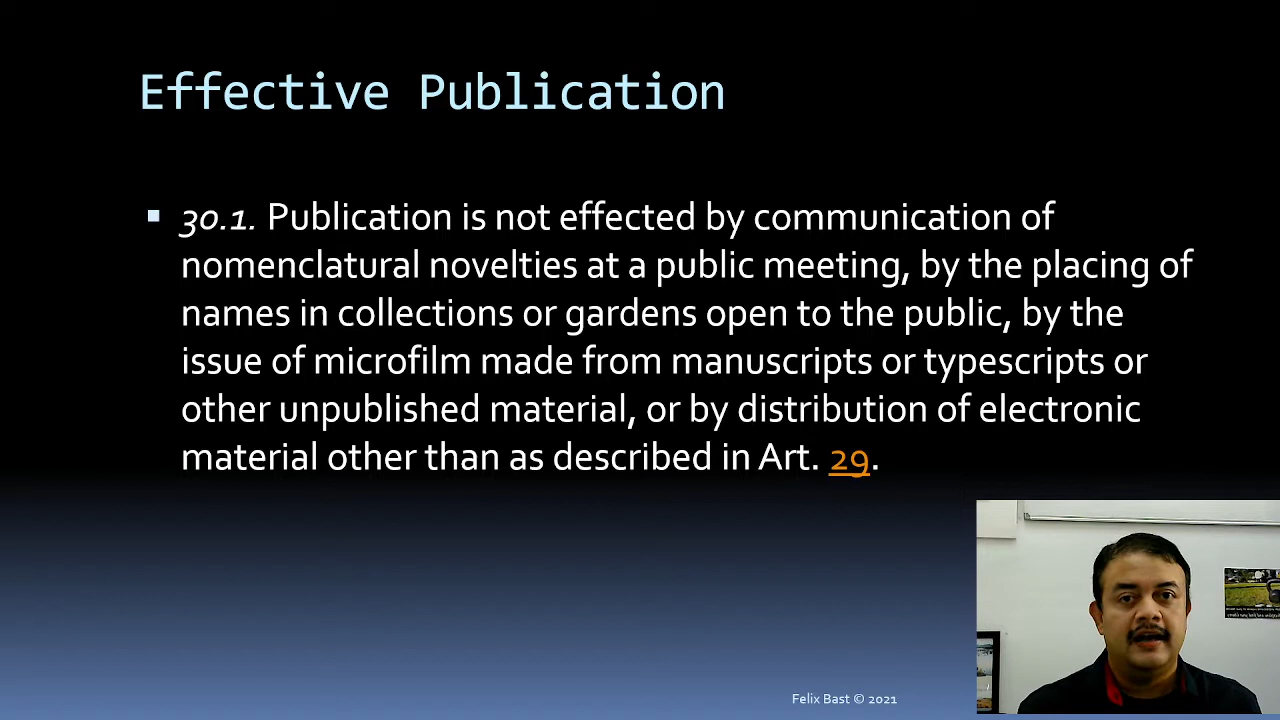 Effective Publication
▪ 30.1. Publication is not effected by communication of
nomenclatural novelties at a public meeting, by the placing of
names in collections or gardens open to the public, by the
issue of microfilm made from manuscripts or typescripts or
other unpublished material, or by distribution of electronic
material other than as described in Art. 29.
Felix Bast © 2021